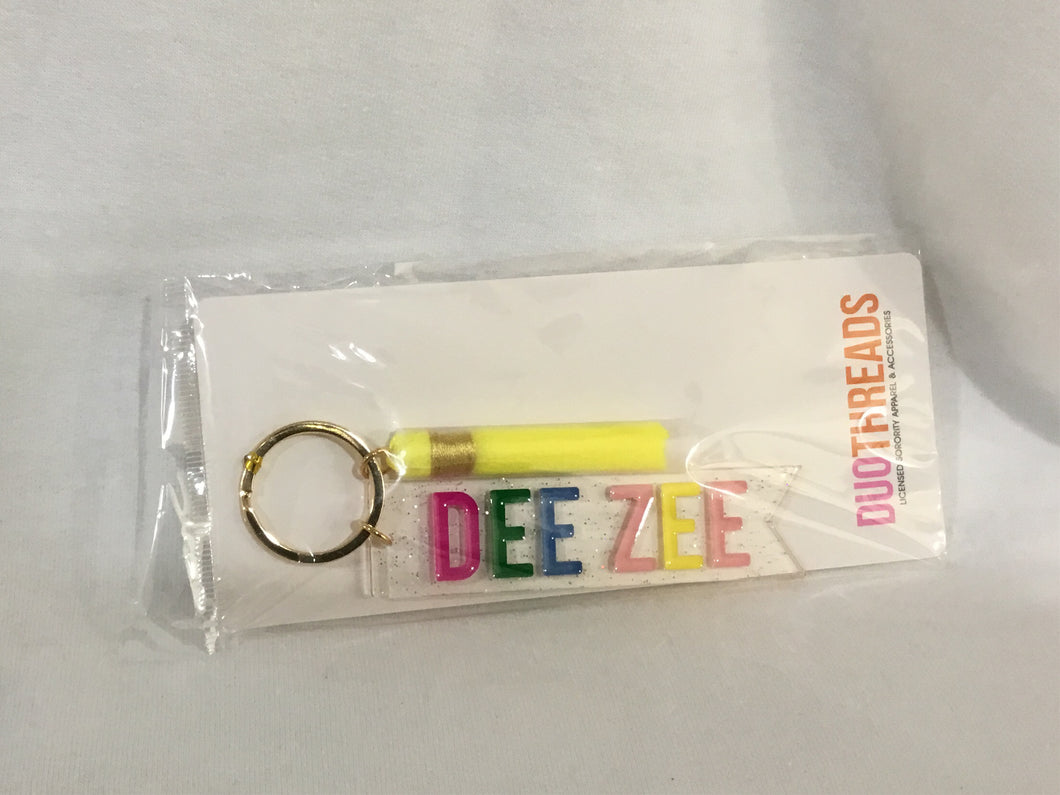 DEE ZEE
DUOTHREADS
LICENSED SORORITY APPAREL & ACCESSORIES